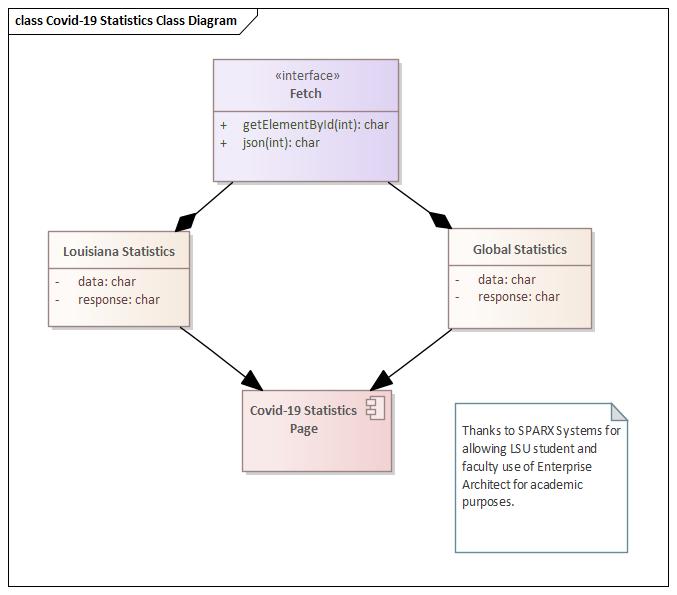 class Covid-19 Statistics Class Diagram
«interface»
Fetch
+ getElementById(int): char
+ json(int): char
Louisiana Statistics
- data: char
- response: char
Global Statistics
- data: char
- response: char
Covid-19 Statistics
Page
Thanks to SPARX Systems for
allowing LSU student and
faculty use of Enterprise
Architect for academic
purposes.